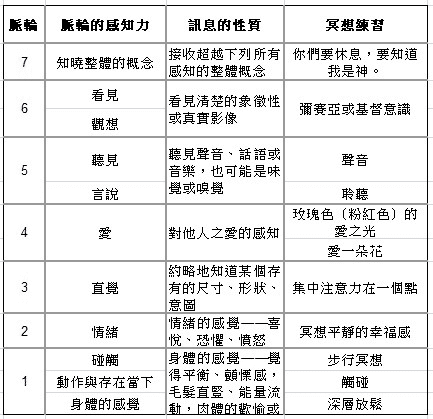 脈輪 脈輪的感知力 訊息的性質 冥想練習
7 知曉整體的概念 接收超越下列所有
感知的整體概念 你們要休息，要知道
我是神。
6 看見
觀想 看見清楚的象徵性
或真實影像 彌賽亞或基督意識
5 聽見
言說 聽見聲音、話語或
音樂，也可能是味
覺或嗅覺 聲音
聆聽
4 愛 對他人之愛的感知 玫瑰色〔粉紅色〕的
愛之光
愛一朵花
3 直覺 約略地知道某個存
有的尺寸、形狀、
意圖 集中注意力在一個點
2 情緒 情緒的感覺——喜
悅、恐懼、憤怒 冥想平靜的幸福感
1 碰觸
動作與存在當下
身體的感覺 身體的感覺——覺
得平衡、顫慄感，
毛髮直豎、能量流
動，肉體的歡愉或 步行冥想
觸碰
深層放鬆